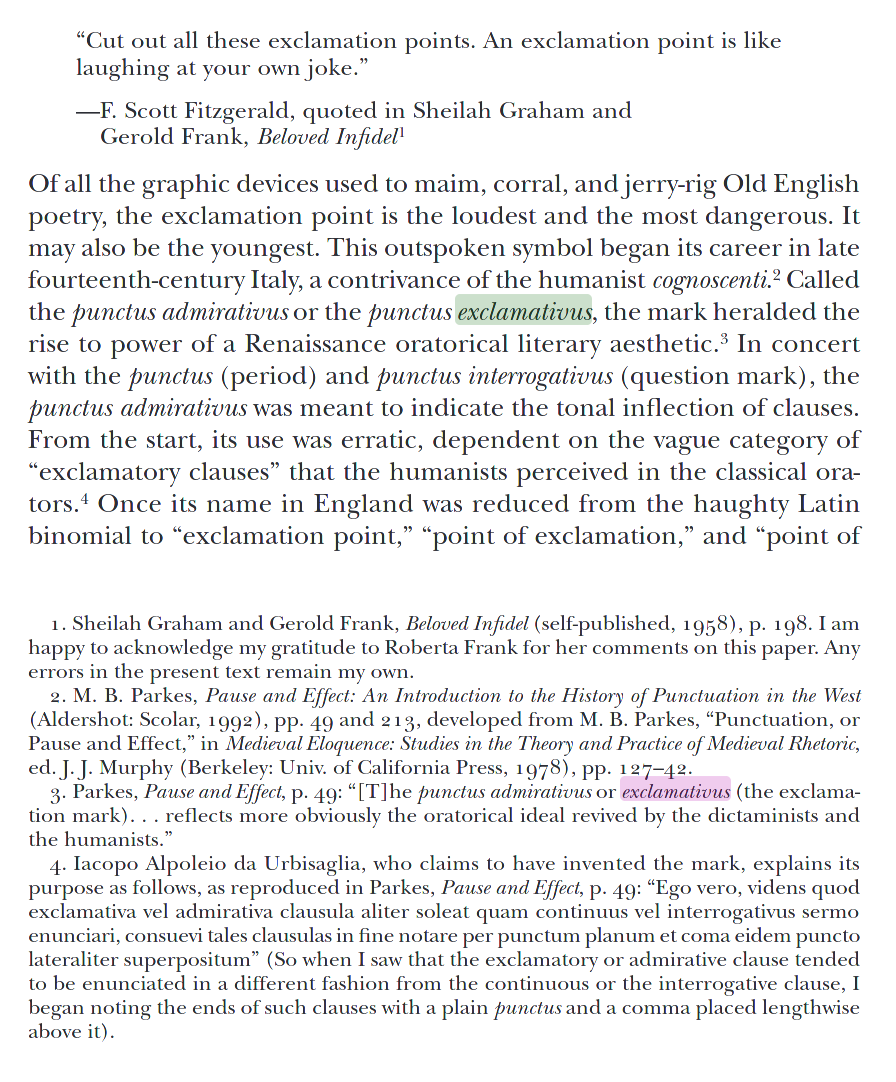 “Cut out all these exclamation points. An exclamation point is like
laughing at your own joke.”
—F. Scott Fitzgerald, quoted in Sheilah Graham and
Gerold Frank, Beloved Infidel1
Of all the graphic devices used to maim, corral, and jerry-rig Old English
poetry, the exclamation point is the loudest and the most dangerous. It
may also be the youngest. This outspoken symbol began its career in late
fourteenth-century Italy, a contrivance of the humanist cognoscenti.2 Called
the punctus admirativus or the punctus exclamativus, the mark heralded the
rise to power of a Renaissance oratorical literary aesthetic.3 In concert
with the punctus (period) and punctus interrogativus (question mark), the
punctus admirativus was meant to indicate the tonal inflection of clauses.
From the start, its use was erratic, dependent on the vague category of
“exclamatory clauses” that the humanists perceived in the classical ora-
tors.4 Once its name in England was reduced from the haughty Latin
binomial to “exclamation point,” “point of exclamation,” and “point of
1. Sheilah Graham and Gerold Frank, Beloved Infidel (self-published, 1958), p. 198. I am
happy to acknowledge my gratitude to Roberta Frank for her comments on this paper. Any
errors in the present text remain my own.
2. M. B. Parkes, Pause and Effect: An Introduction to the History of Punctuation in the West
(Aldershot: Scolar, 1992), pp. 49 and 213, developed from M. B. Parkes, “Punctuation, or
Pause and Effect,” in Medieval Eloquence: Studies in the Theory and Practice of Medieval Rhetoric,
ed. J. J. Murphy (Berkeley: Univ. of California Press, 1978), pp. 127–42.
3. Parkes, Pause and Effect, p. 49: “[T]he punctus admirativus or exclamativus (the exclama-
tion mark). . . reflects more obviously the oratorical ideal revived by the dictaminists and
the humanists.”
4. Iacopo Alpoleio da Urbisaglia, who claims to have invented the mark, explains its
purpose as follows, as reproduced in Parkes, Pause and Effect, p. 49: “Ego vero, videns quod
exclamativa vel admirativa clausula aliter soleat quam continuus vel interrogativus sermo
enunciari, consuevi tales clausulas in fine notare per punctum planum et coma eidem puncto
lateraliter superpositum” (So when I saw that the exclamatory or admirative clause tended
to be enunciated in a different fashion from the continuous or the interrogative clause, I
began noting the ends of such clauses with a plain punctus and a comma placed lengthwise
above it).